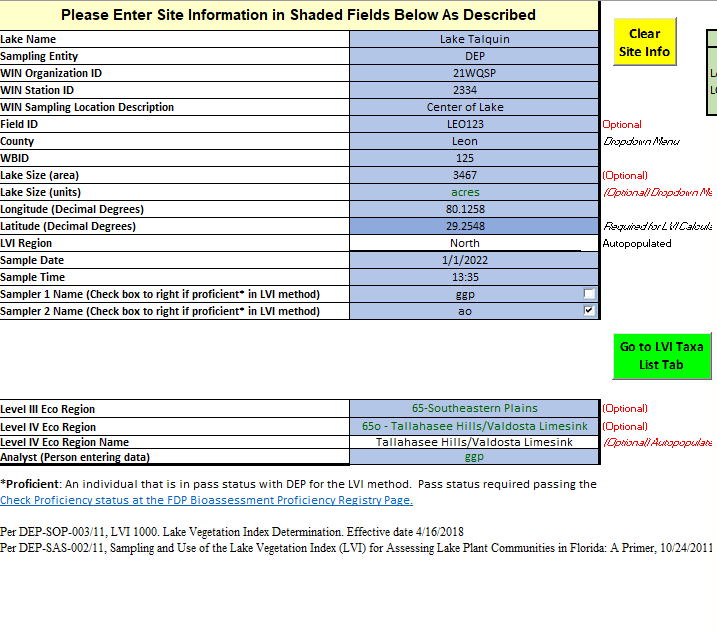 Please Enter Site Information in Shaded Fields Below As Described
Clear
Site Info
Lake Name Lake Talquin
Sampling Entity DEP
WIN Organization ID 21WQSP
WIN Station ID 2334
WIN Sampling Location Description Center of Lake
Field ID LEO123 Optional
County Leon Dropdown Menu
WBID 125
Lake Size (area) 3467 (Optional)
Lake Size (units) acres (Optional) Dropdown Me
Longitude (Decimal Degrees) 80.1258
Latitude (Decimal Degrees) 29.2548 Required for LVI Calcula
LVI Region North Autopopulated
Sample Date 1/1/2022
Sample Time 13:35
Sampler 1 Name (Check box to right if proficient* in LVI method) ggp
Sampler 2 Name (Check box to right if proficient* in LVI method) ao
Go to LVI Taxa
List Tab
Level III Eco Region 65-Southeastern Plains (Optional)
Level IV Eco Region 65o - Tallahasee Hills/Valdosta Limesink (Optional)
Level IV Eco Region Name Tallahasee Hills/Valdosta Limesink (Optional) Autopopulate
Analyst (Person entering data) ggp
*Proficient: An individual that is in pass status with DEP for the LVI method. Pass status required passing the
Check Proficiency status at the FDP Bioassessment Proficiency Registry Page.
Per DEP-SOP-003/11, LVI 1000. Lake Vegetation Index Determination. Effective date 4/16/2018
Per DEP-SAS-002/11, Sampling and Use of the Lake Vegetation Index (LVI) for Assessing Lake Plant Communities in Florida: A Primer, 10/24/2011